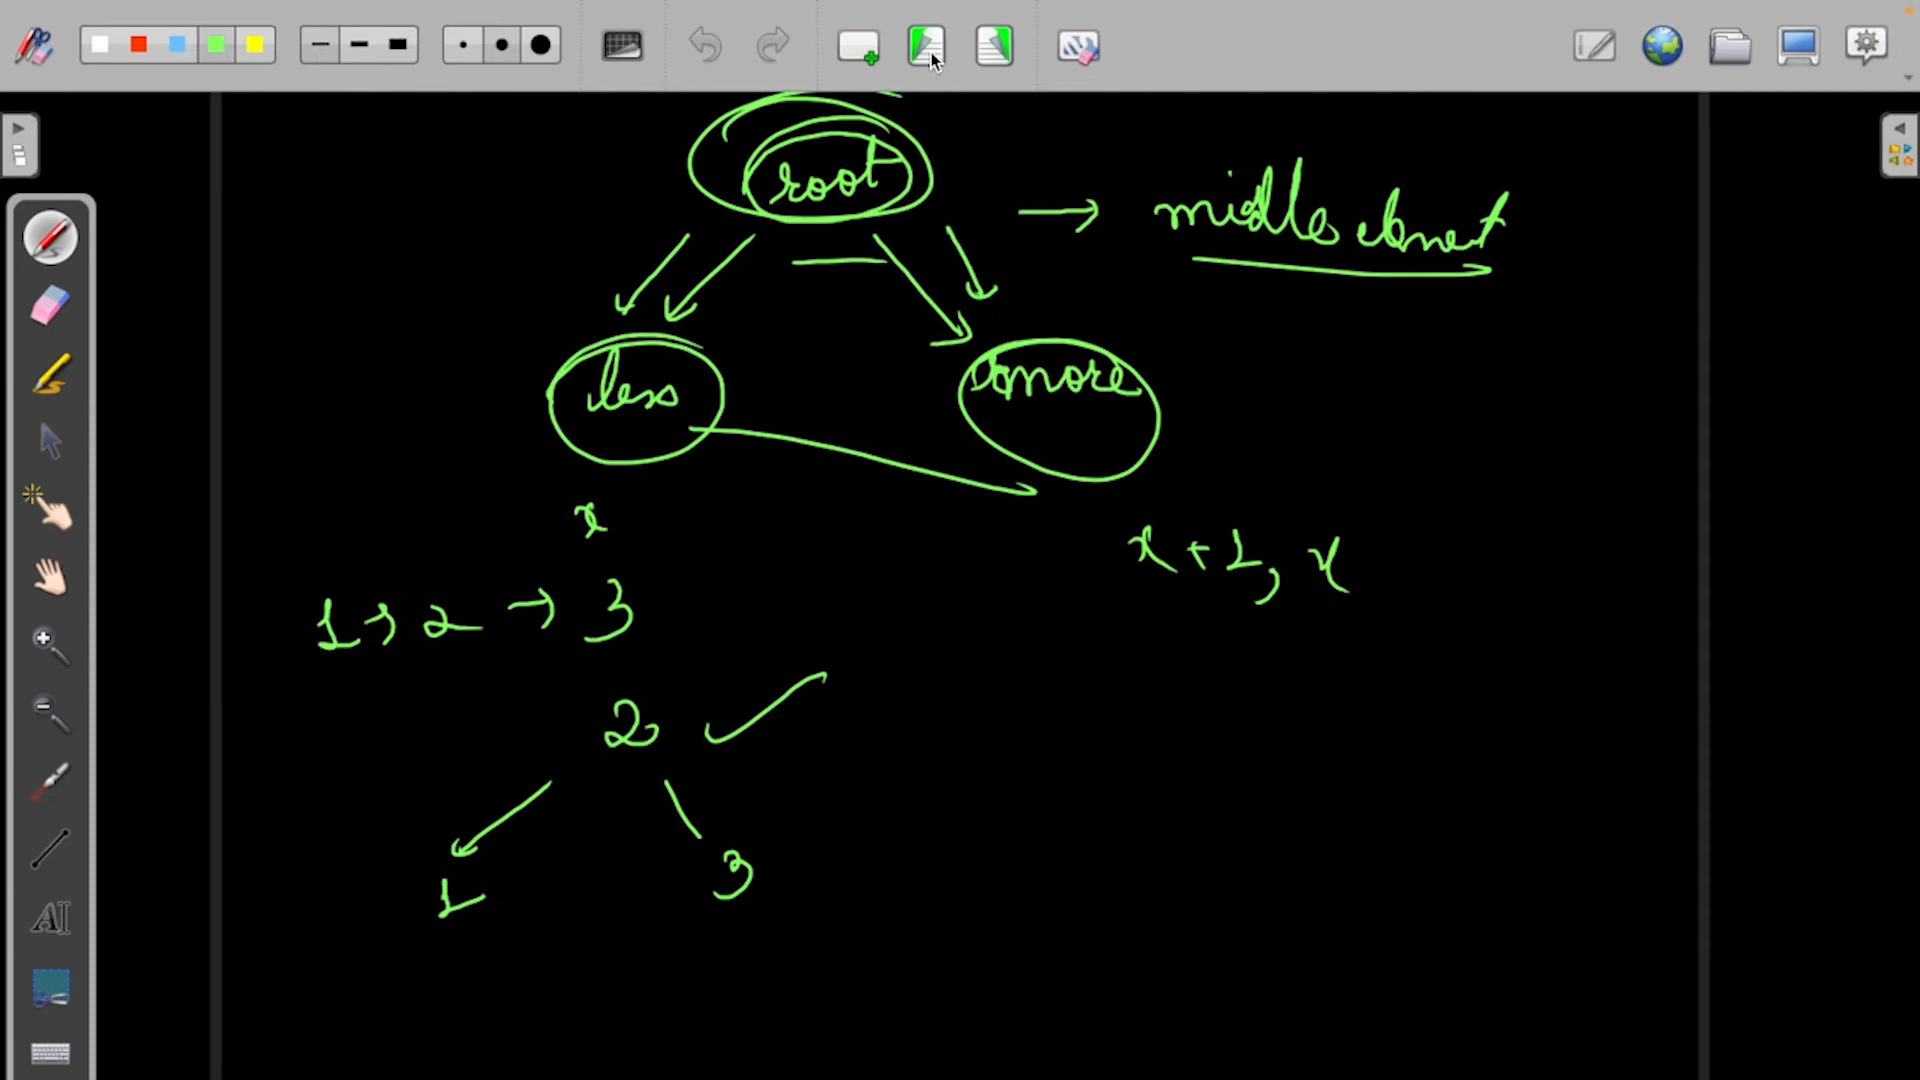 root
→ middle element
less
more
x
x + 1, x
1 → 2 → 3
2
1
3